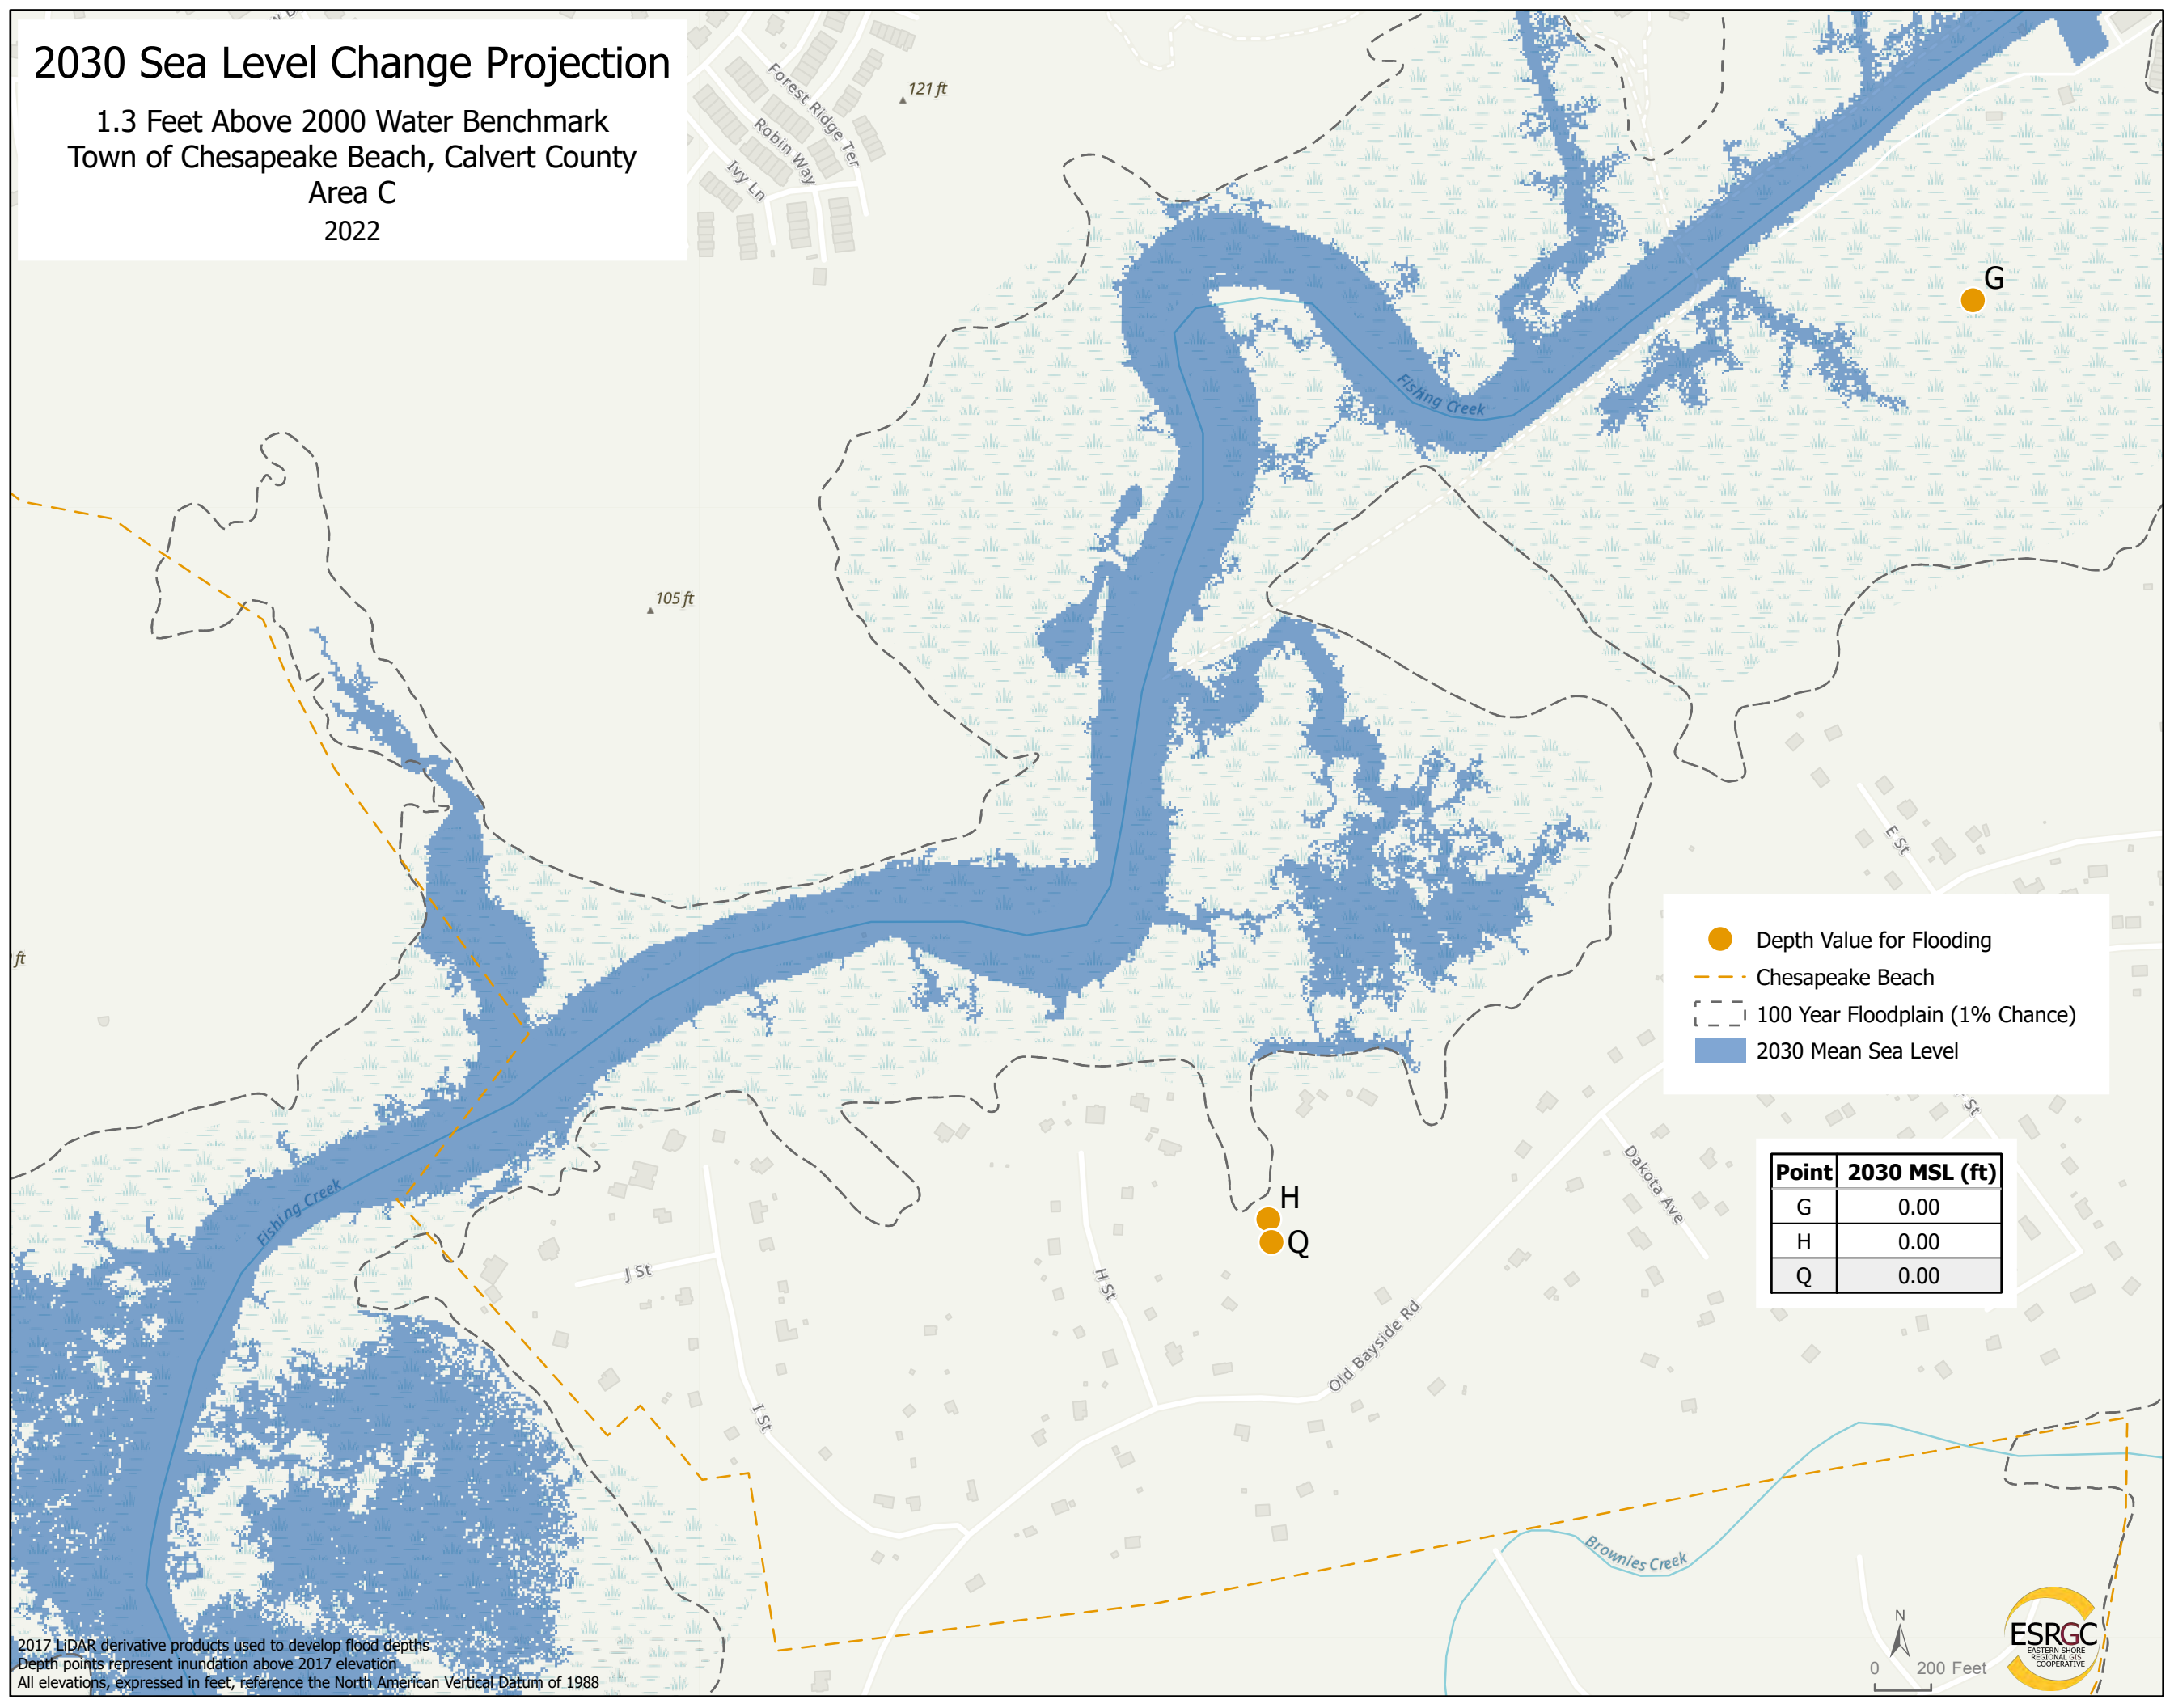 2030 Sea Level Change Projection
1.3 Feet Above 2000 Water Benchmark
Town of Chesapeake Beach, Calvert County
Area C
2022
Forest Ridge Ter
Robin Way
Ivy Ln
121 ft
G
Fishing Creek
105 ft
E St
ft
Depth Value for Flooding
Chesapeake Beach
100 Year Floodplain (1% Chance)
2030 Mean Sea Level
St
Point 2030 MSL (ft)
G 0.00
H 0.00
Q 0.00
Dakota Ave
H
Q
Fishing Creek
J St
H St
Old Bayside Rd
I St
Brownies Creek
2017 LiDAR derivative products used to develop flood depths
Depth points represent inundation above 2017 elevation
All elevations, expressed in feet, reference the North American Vertical Datum of 1988
N
0 200 Feet
ESRGC
EASTERN SHORE
REGIONAL GIS
COOPERATIVE